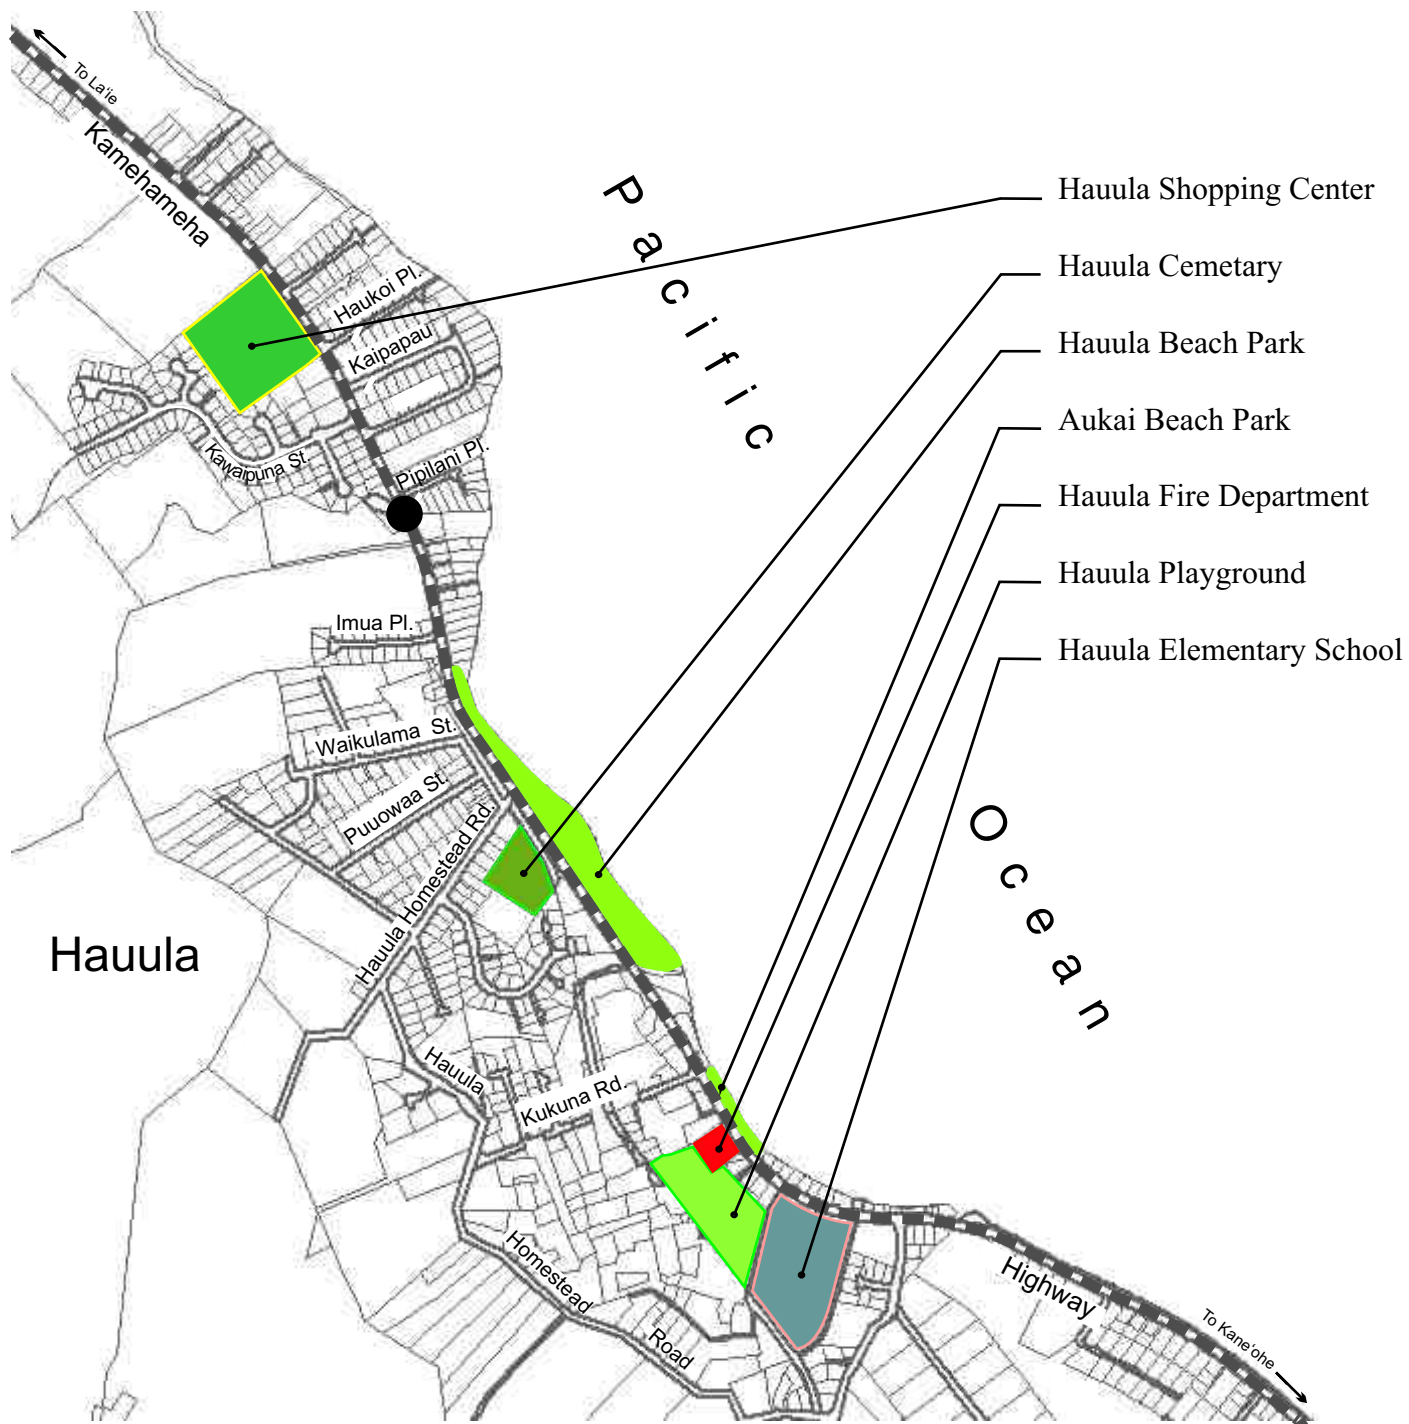 To La'ie
Kamehameha
Pacific
Hauula Shopping Center
Hauula Cemetary
Hauula Beach Park
Aukai Beach Park
Hauula Fire Department
Hauula Playground
Hauula Elementary School
Haukoi Pl.
Kaipapau
Kawaipuna St.
Pipilani Pl.
Imua Pl.
Waikulama St.
Puuowaa St.
Hauula Homestead Rd.
Ocean
Hauula
Hauula
Kukuna Rd.
Homestead
Road
Highway
To Kane'ohe